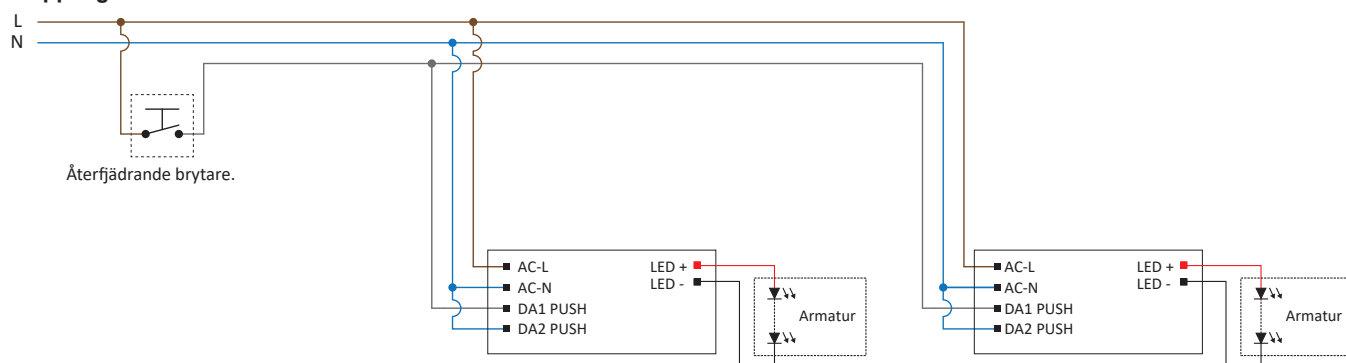 L
N
Återfjädrande brytare.
AC-L
AC-N
DA1 PUSH
DA2 PUSH
LED +
LED -
Armatur
AC-L
AC-N
DA1 PUSH
DA2 PUSH
LED +
LED -
Armatur